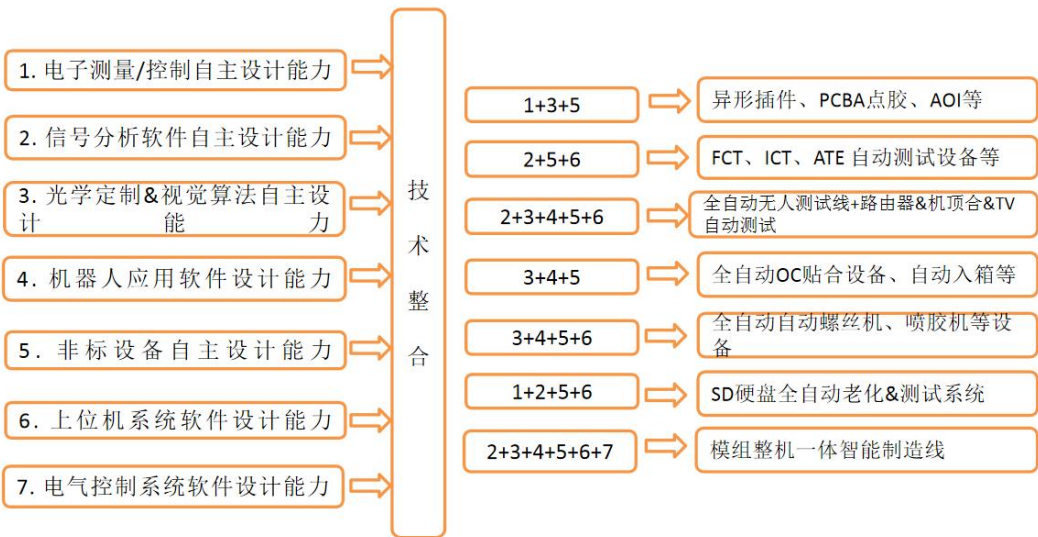 1. 电子测量/控制自主设计能力
2. 信号分析软件自主设计能力
3. 光学定制&视觉算法自主设
计能力
4. 机器人应用软件设计能力
5. 非标设备自主设计能力
6. 上位机系统软件设计能力
7. 电气控制系统软件设计能力
技
术
整
合
1+3+5
异形插件、PCBA点胶、AOI等
2+5+6
FCT、ICT、ATE 自动测试设备等
2+3+4+5+6
全自动无人测试线+路由器&机顶合&TV
自动测试
3+4+5
全自动OC贴合设备、自动入箱等
3+4+5+6
全自动自动螺丝机、喷胶机等设
备
1+2+5+6
SD硬盘全自动老化&测试系统
2+3+4+5+6+7
模组整机一体智能制造线